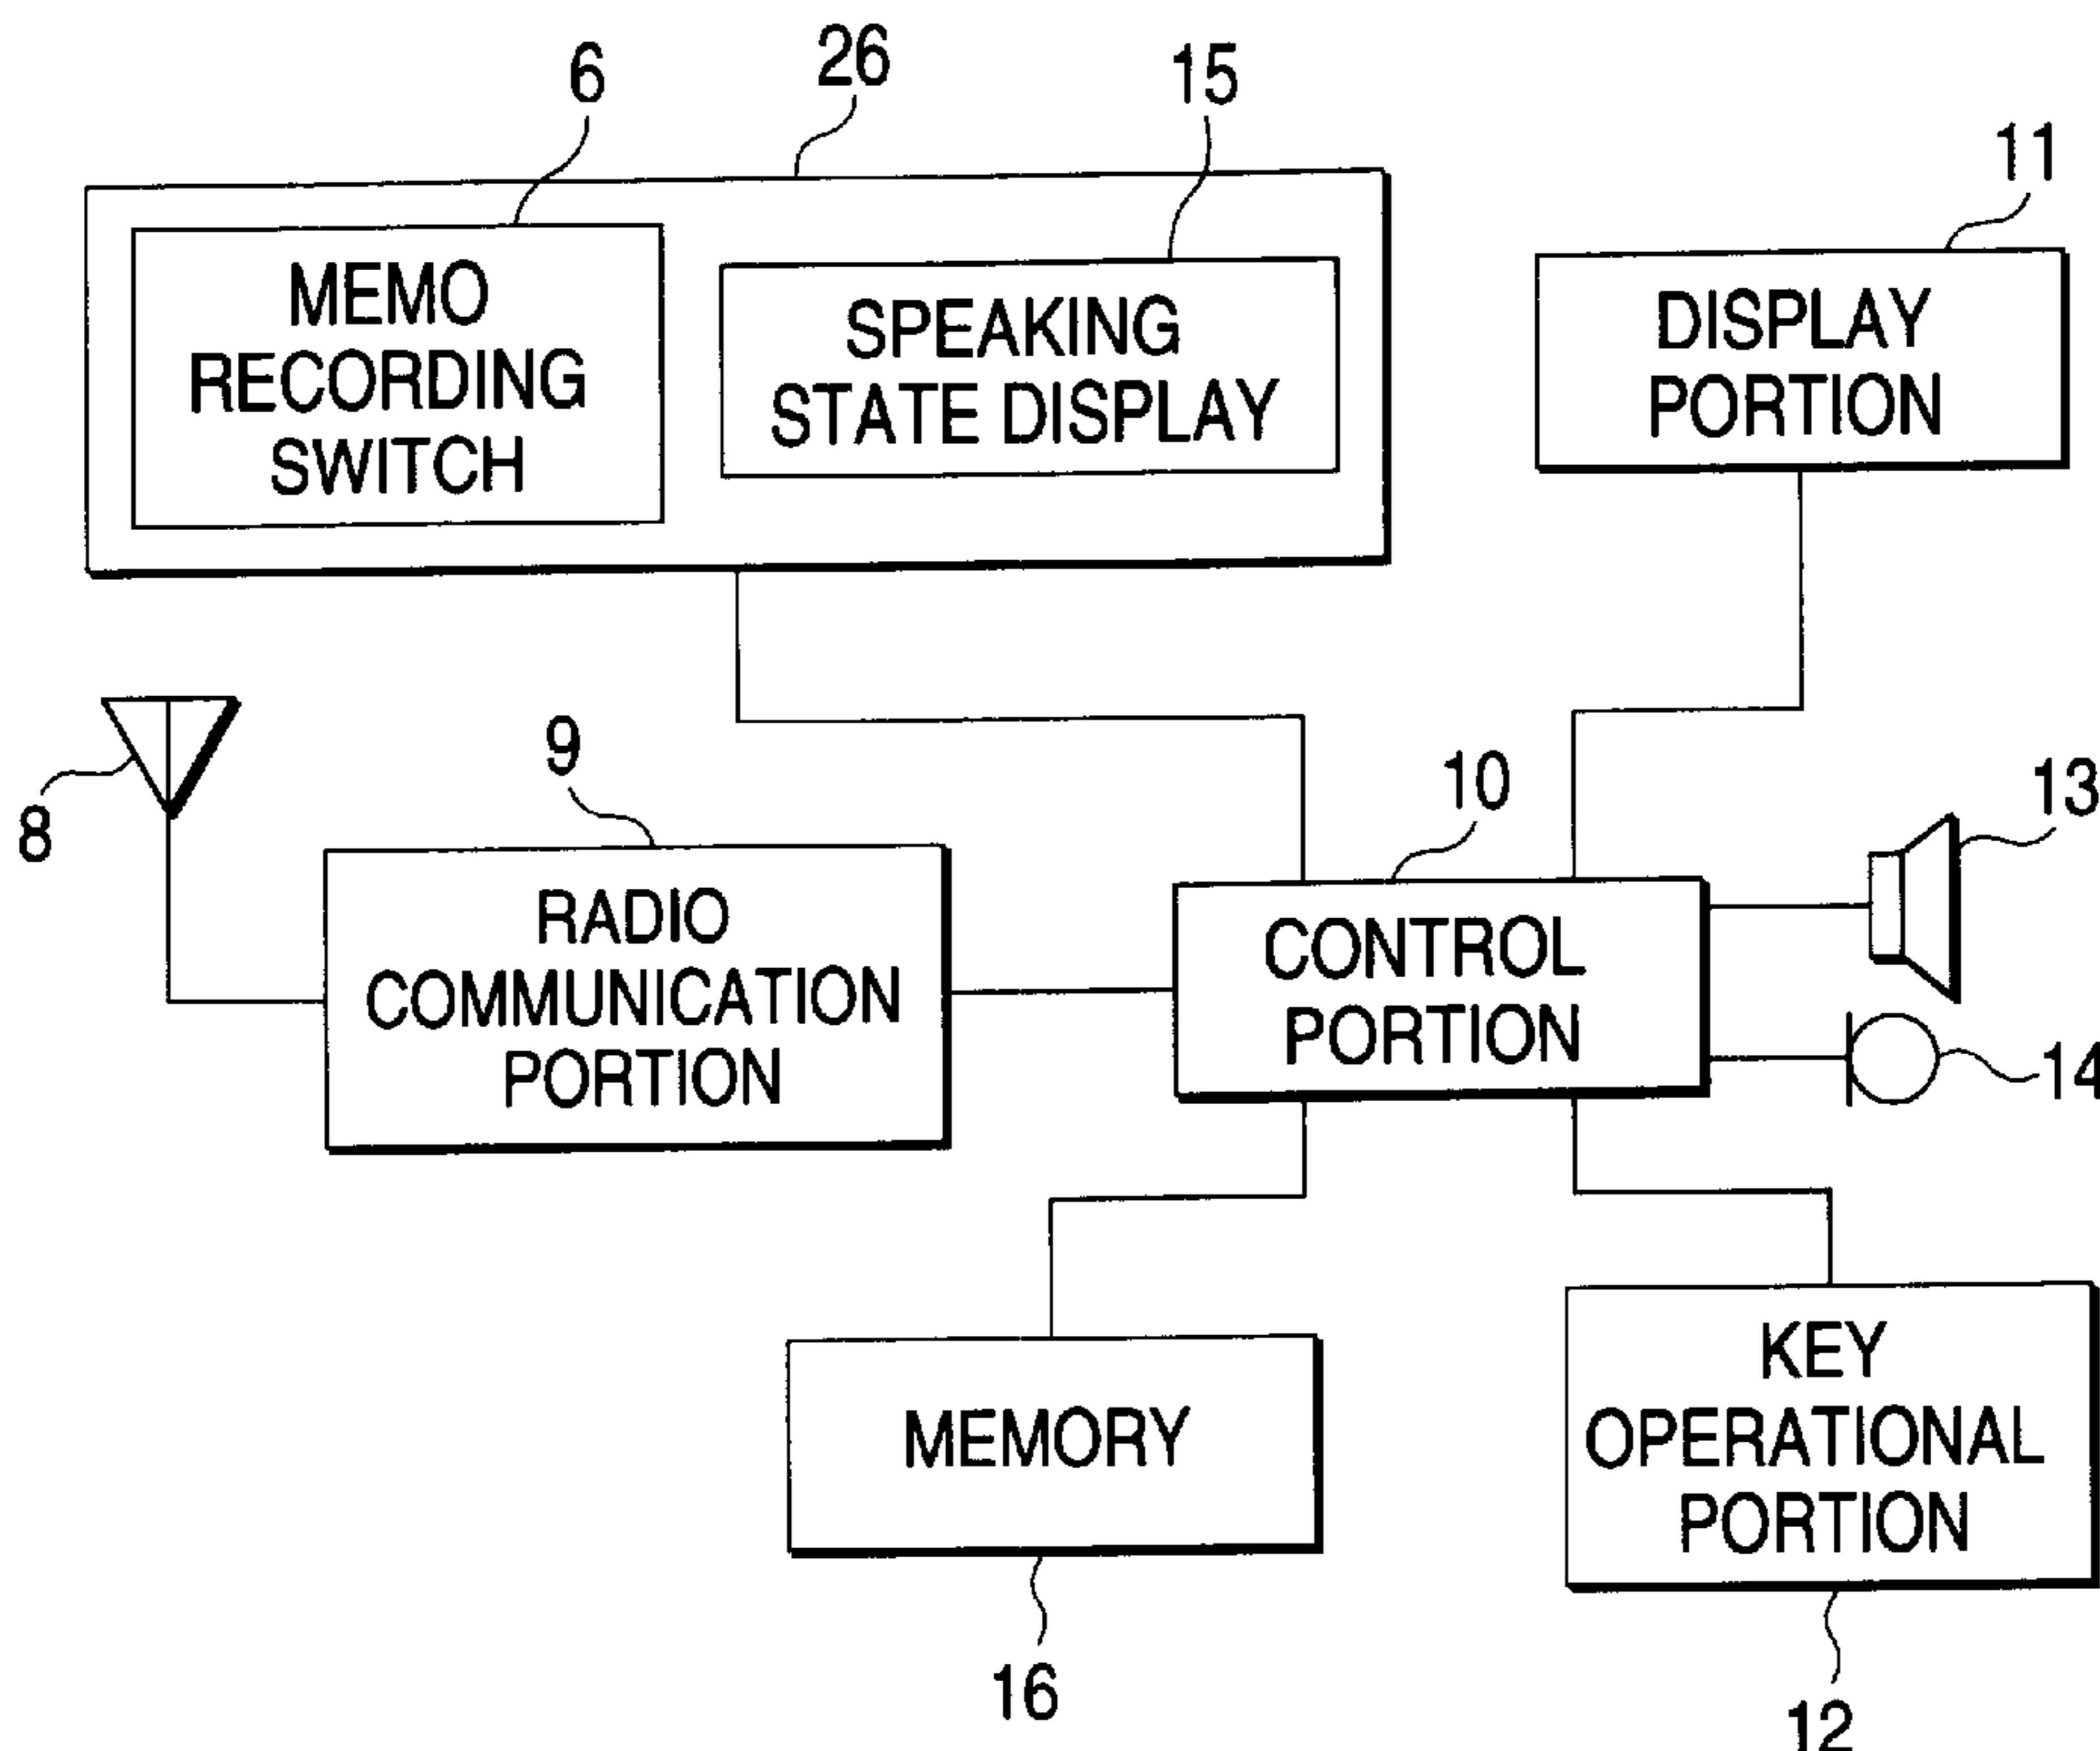 6
26
15
11
MEMO
RECORDING
SWITCH
SPEAKING
STATE DISPLAY
DISPLAY
PORTION
8
9
10
13
RADIO
COMMUNICATION
PORTION
CONTROL
PORTION
14
MEMORY
KEY
OPERATIONAL
PORTION
16
12